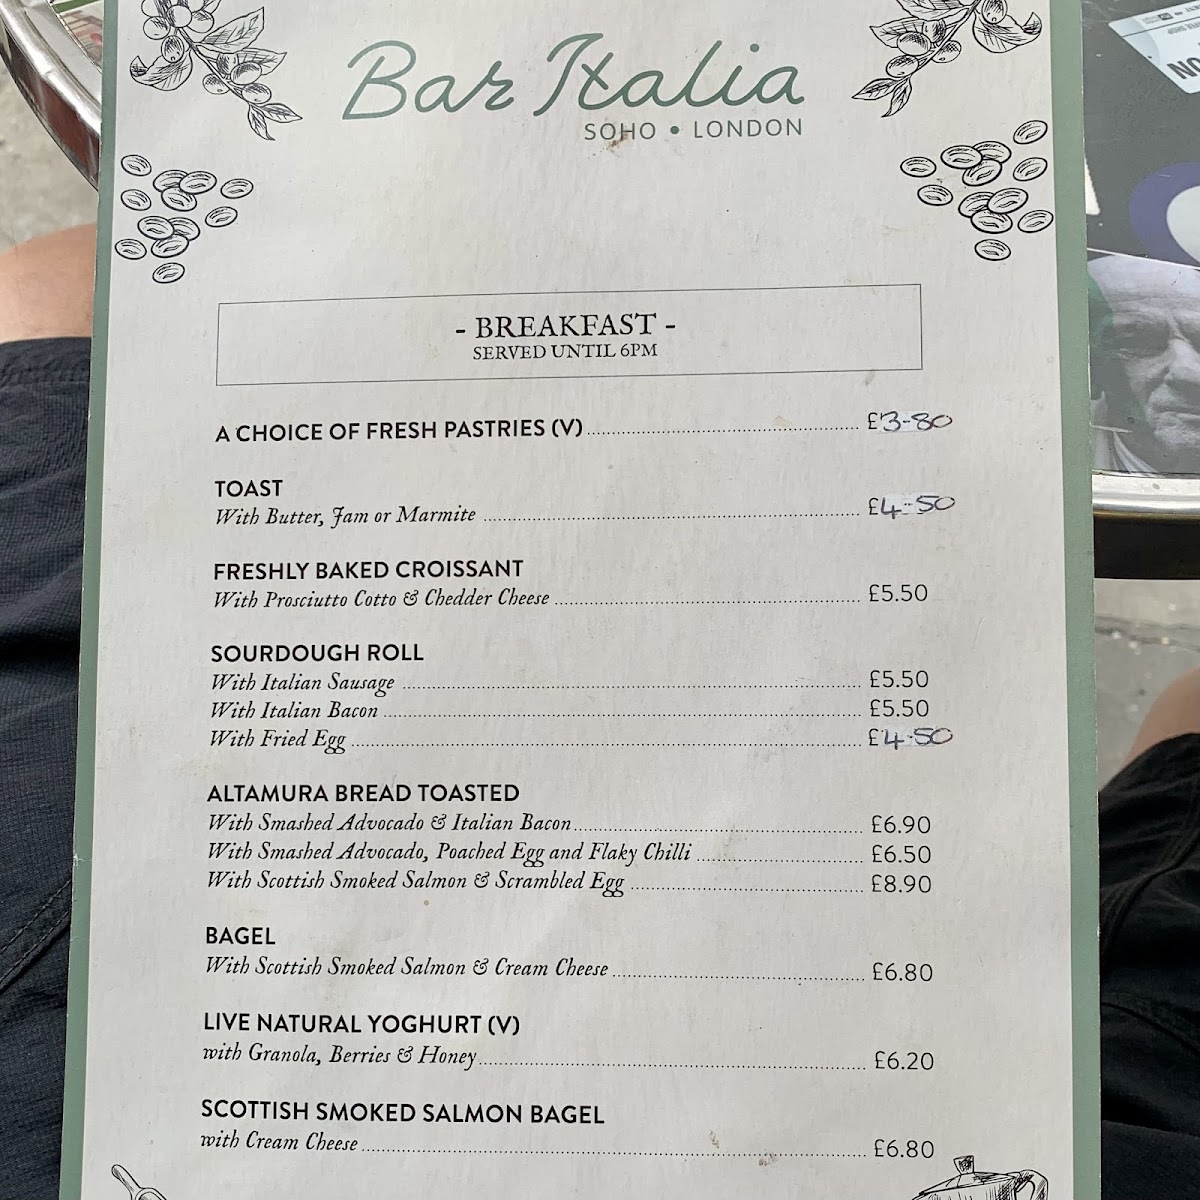 Bar Italia
SOHO • LONDON
NO
- BREAKFAST -
SERVED UNTIL 6PM
A CHOICE OF FRESH PASTRIES (V) £3-80
TOAST
With Butter, Jam or Marmite £4-50
FRESHLY BAKED CROISSANT
With Prosciutto Cotto & Chedder Cheese £5.50
SOURDOUGH ROLL
With Italian Sausage £5.50
With Italian Bacon £5.50
With Fried Egg £4-50
ALTAMURA BREAD TOASTED
With Smashed Advocado & Italian Bacon £6.90
With Smashed Advocado, Poached Egg and Flaky Chilli £6.50
With Scottish Smoked Salmon & Scrambled Egg £8.90
BAGEL
With Scottish Smoked Salmon & Cream Cheese £6.80
LIVE NATURAL YOGHURT (V)
with Granola, Berries & Honey £6.20
SCOTTISH SMOKED SALMON BAGEL
with Cream Cheese £6.80